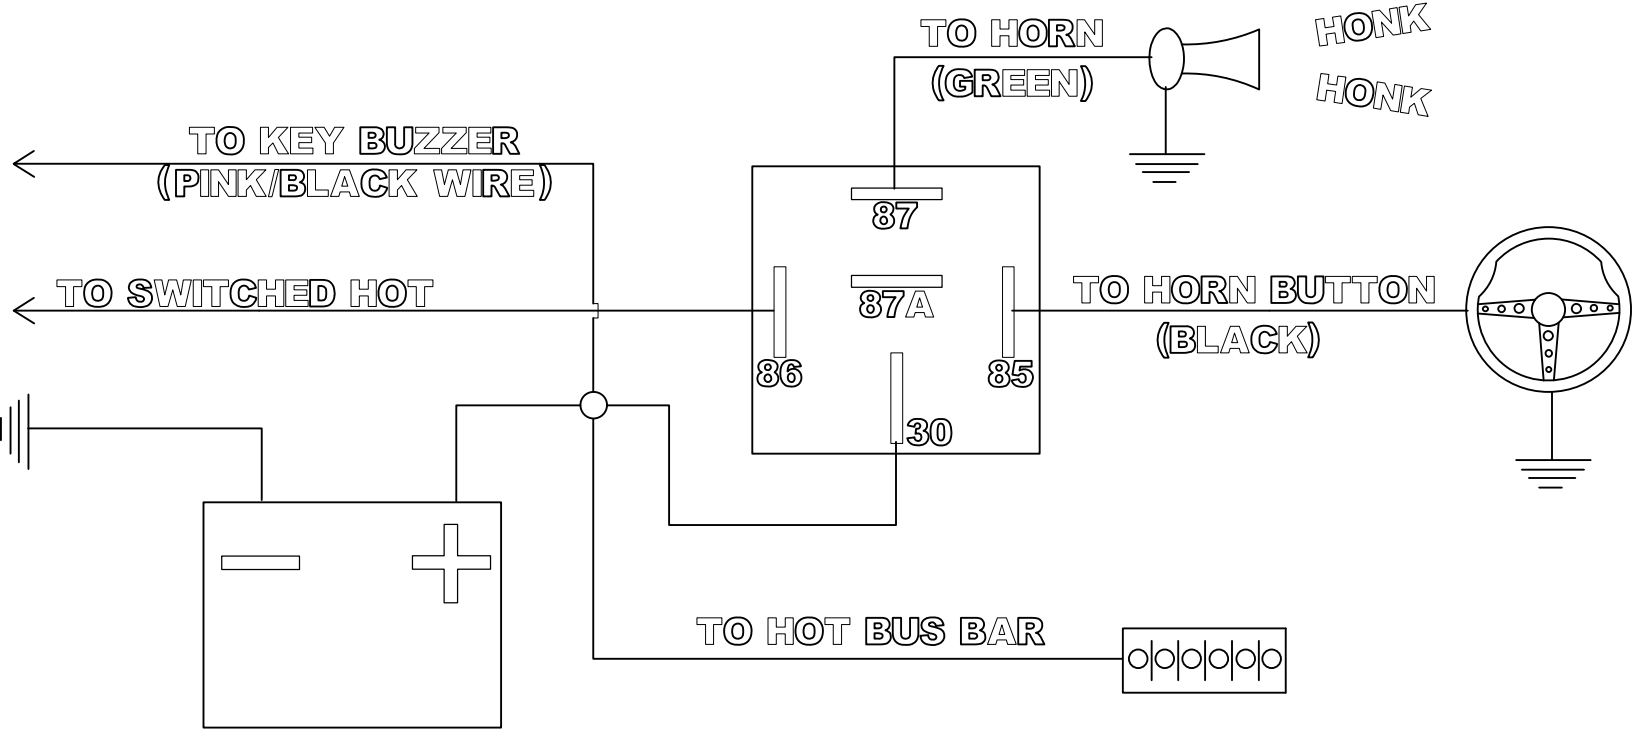 TO HORN
(GREEN)
HONK
HONK
TO KEY BUZZER
(PINK/BLACK WIRE)
87
TO SWITCHED HOT
87A
TO HORN BUTTON
(BLACK)
86
85
30
TO HOT BUS BAR